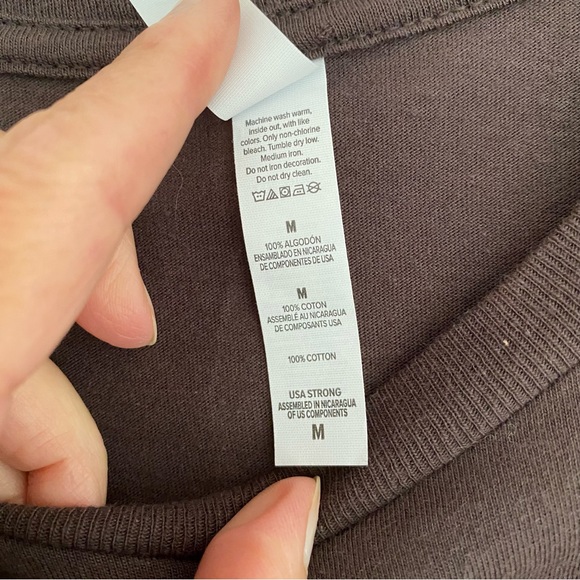 Machine wash warm,
inside out, with like
colors. Only non-chlorine
bleach. Tumble dry low.
Medium iron.
Do not iron decoration.
Do not dry clean.
M
100% ALGODÓN
ENSAMBLADO EN NICARAGUA
DE COMPONENTES DE USA
M
100% COTON
ASSEMBLÉ AU NICARAGUA
DE COMPOSANTS USA
100% COTTON
USA STRONG
ASSEMBLED IN NICARAGUA
OF US COMPONENTS
M